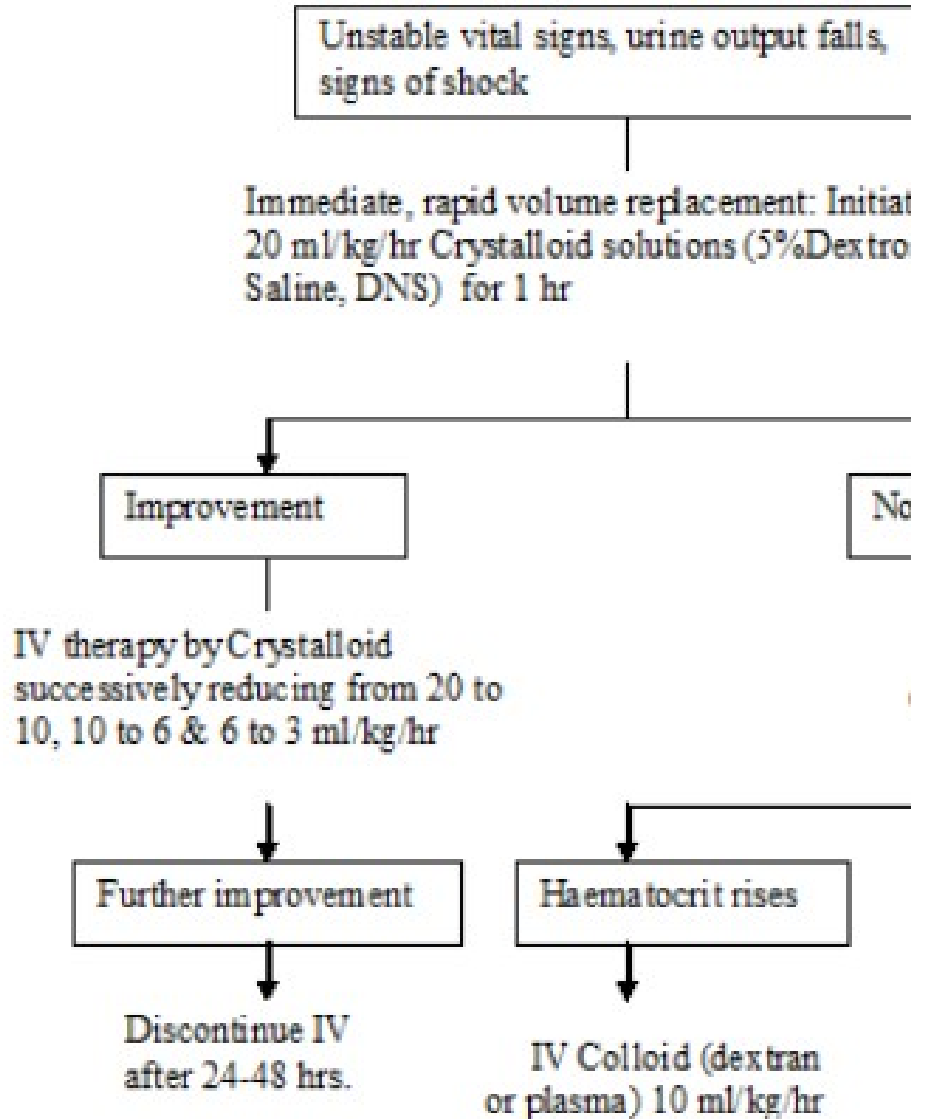 Unstable vital signs, urine output falls,
signs of shock
Immediate, rapid volume replacement: Initiat
20 ml/kg/hr Crystalloid solutions (5%Dextro
Saline, DNS) for 1 hr
Improvement
No
IV therapy by Crystalloid
successively reducing from 20 to
10, 10 to 6 & 6 to 3 ml/kg/hr
Further improvement
Haematocrit rises
Discontinue IV
after 24-48 hrs.
IV Colloid (dextran
or plasma) 10 ml/kg/hr